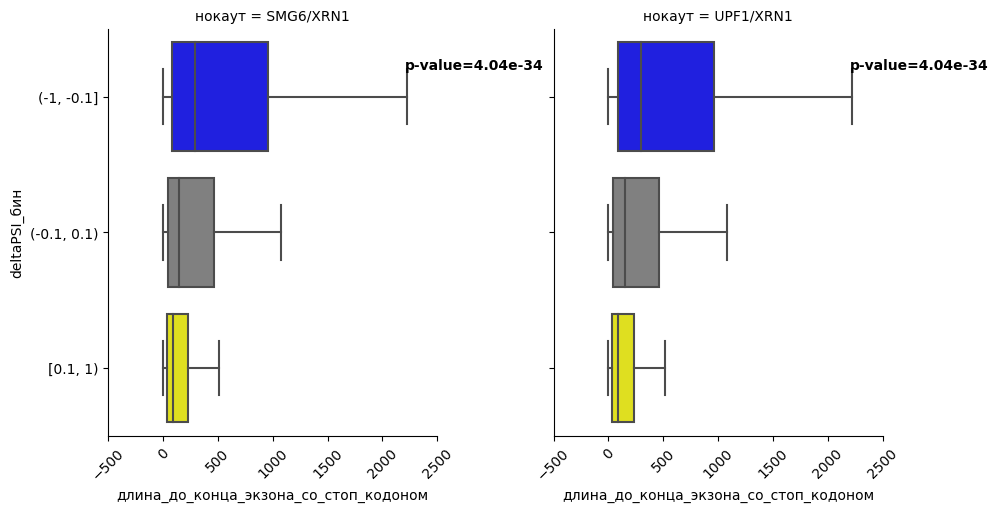 нокаут = SMG6/XRN1
нокаут = UPF1/XRN1
p-value=4.04e-34
p-value=4.04e-34
(-1, -0.1]
(-0.1, 0.1)
[0.1, 1)
deltaPSI_бин
−500
0
500
1000
1500
2000
2500
−500
0
500
1000
1500
2000
2500
длина_до_конца_экзона_со_стоп_кодоном
длина_до_конца_экзона_со_стоп_кодоном